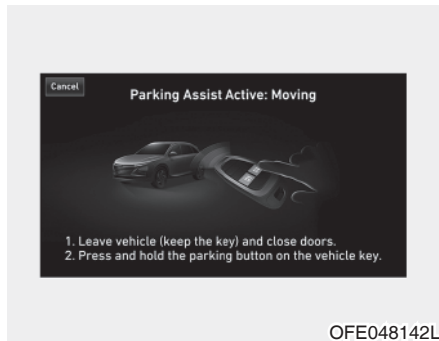 Cancel
Parking Assist Active: Moving
1. Leave vehicle (keep the key) and close doors.
2. Press and hold the parking button on the vehicle key.
OFE048142L